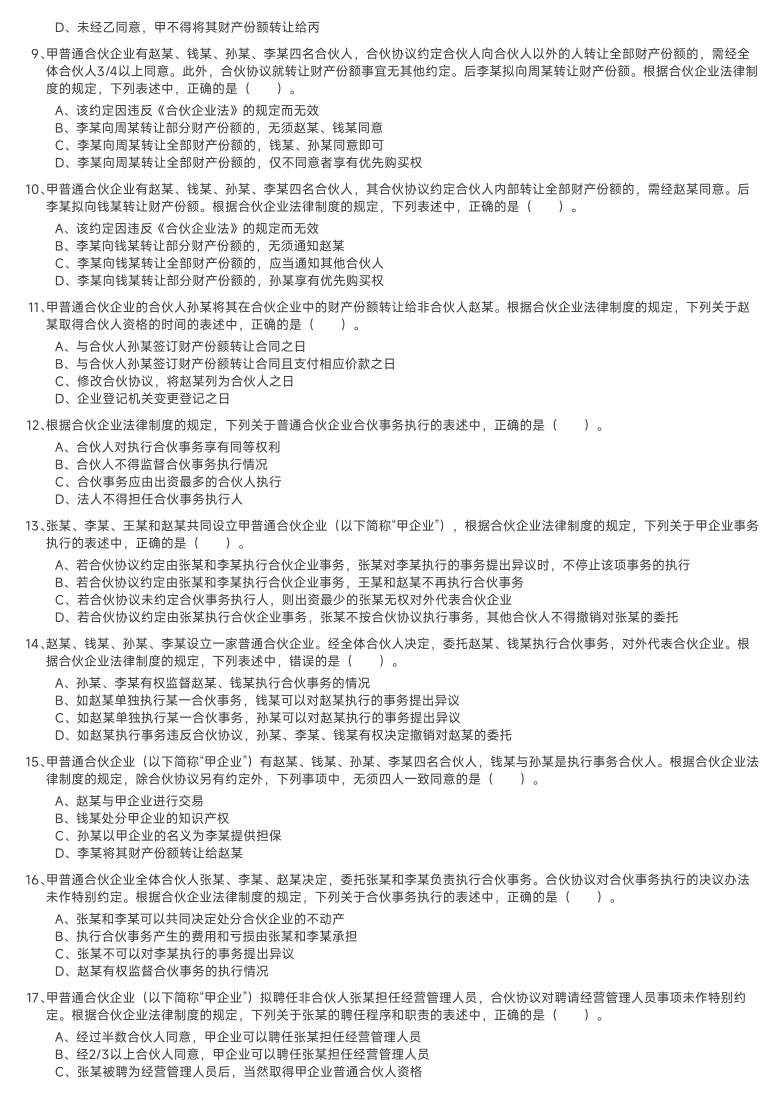 D、未经乙同意，甲不得将其财产份额转让给丙
9、甲普通合伙企业有赵某、钱某、孙某、李某四名合伙人，合伙协议约定合伙人向合伙人以外的人转让全部财产份额的，需经全
体合伙人3/4以上同意。此外，合伙协议就转让财产份额事宜无其他约定。后李某拟向周某转让财产份额。根据合伙企业法律制
度的规定，下列表述中，正确的是（　　）。
A、该约定因违反《合伙企业法》的规定而无效
B、李某向周某转让部分财产份额的，无须赵某、钱某同意
C、李某向周某转让全部财产份额的，钱某、孙某同意即可
D、李某向周某转让全部财产份额的，仅不同意者享有优先购买权
10、甲普通合伙企业有赵某、钱某、孙某、李某四名合伙人，其合伙协议约定合伙人内部转让全部财产份额的，需经赵某同意。后
李某拟向钱某转让财产份额。根据合伙企业法律制度的规定，下列表述中，正确的是（　　）。
A、该约定因违反《合伙企业法》的规定而无效
B、李某向钱某转让部分财产份额的，无须通知赵某
C、李某向钱某转让全部财产份额的，应当通知其他合伙人
D、李某向钱某转让部分财产份额的，孙某享有优先购买权
11、甲普通合伙企业的合伙人孙某将其在合伙企业中的财产份额转让给非合伙人赵某。根据合伙企业法律制度的规定，下列关于赵
某取得合伙人资格的时间的表述中，正确的是（　　）。
A、与合伙人孙某签订财产份额转让合同之日
B、与合伙人孙某签订财产份额转让合同且支付相应价款之日
C、修改合伙协议，将赵某列为合伙人之日
D、企业登记机关变更登记之日
12、根据合伙企业法律制度的规定，下列关于普通合伙企业合伙事务执行的表述中，正确的是（　　）。
A、合伙人对执行合伙事务享有同等权利
B、合伙人不得监督合伙事务执行情况
C、合伙事务应由出资最多的合伙人执行
D、法人不得担任合伙事务执行人
13、张某、李某、王某和赵某共同设立甲普通合伙企业（以下简称“甲企业”），根据合伙企业法律制度的规定，下列关于甲企业事务
执行的表述中，正确的是（　　）。
A、若合伙协议约定由张某和李某执行合伙企业事务，张某对李某执行的事务提出异议时，不停止该项事务的执行
B、若合伙协议约定由张某和李某执行合伙企业事务，王某和赵某不再执行合伙事务
C、若合伙协议未约定合伙事务执行人，则出资最少的张某无权对外代表合伙企业
D、若合伙协议约定由张某执行合伙企业事务，张某不按合伙协议执行事务，其他合伙人不得撤销对张某的委托
14、赵某、钱某、孙某、李某设立一家普通合伙企业。经全体合伙人决定，委托赵某、钱某执行合伙事务，对外代表合伙企业。根
据合伙企业法律制度的规定，下列表述中，错误的是（　　）。
A、孙某、李某有权监督赵某、钱某执行合伙事务的情况
B、如赵某单独执行某一合伙事务，钱某可以对赵某执行的事务提出异议
C、如赵某单独执行某一合伙事务，孙某可以对赵某执行的事务提出异议
D、如赵某执行事务违反合伙协议，孙某、李某、钱某有权决定撤销对赵某的委托
15、甲普通合伙企业（以下简称“甲企业”）有赵某、钱某、孙某、李某四名合伙人，钱某与孙某是执行事务合伙人。根据合伙企业法
律制度的规定，除合伙协议另有约定外，下列事项中，无须四人一致同意的是（　　）。
A、赵某与甲企业进行交易
B、钱某处分甲企业的知识产权
C、孙某以甲企业的名义为李某提供担保
D、李某将其财产份额转让给赵某
16、甲普通合伙企业全体合伙人张某、李某、赵某决定，委托张某和李某负责执行合伙事务。合伙协议对合伙事务执行的决议办法
未作特别约定。根据合伙企业法律制度的规定，下列关于合伙事务执行的表述中，正确的是（　　）。
A、张某和李某可以共同决定处分合伙企业的不动产
B、执行合伙事务产生的费用和亏损由张某和李某承担
C、张某不可以对李某执行的事务提出异议
D、赵某有权监督合伙事务的执行情况
17、甲普通合伙企业（以下简称“甲企业”）拟聘任非合伙人张某担任经营管理人员，合伙协议对聘请经营管理人员事项未作特别约
定。根据合伙企业法律制度的规定，下列关于张某的聘任程序和职责的表述中，正确的是（　　）。
A、经过半数合伙人同意，甲企业可以聘任张某担任经营管理人员
B、经2/3以上合伙人同意，甲企业可以聘任张某担任经营管理人员
C、张某被聘为经营管理人员后，当然取得甲企业普通合伙人资格